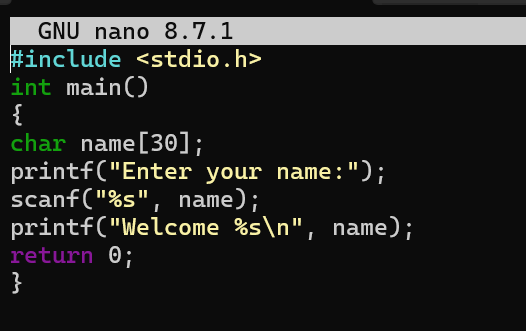 GNU nano 8.7.1
#include <stdio.h>
int main()
{
char name[30];
printf("Enter your name:");
scanf("%s", name);
printf("Welcome %s\n", name);
return 0;
}